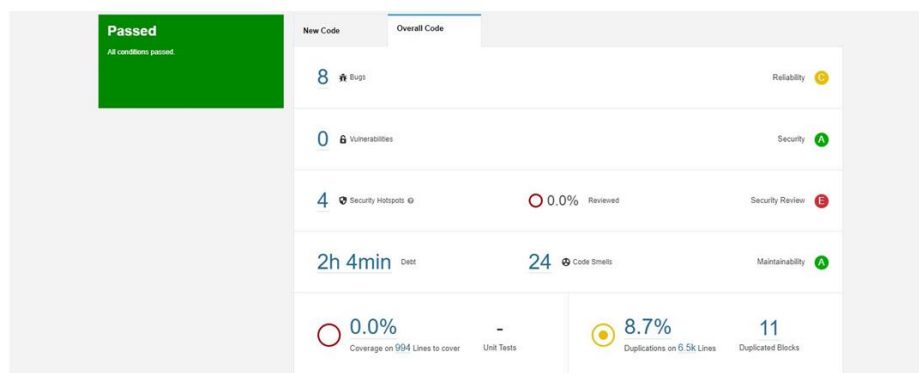 Passed
All conditions passed.
New Code
Overall Code
8 Bugs
Reliability C
0 Vulnerabilities
Security A
4 Security Hotspots ?
0.0% Reviewed
Security Review E
2h 4min Debt
24 Code Smells
Maintainability A
0.0%
Coverage on 994 Lines to cover
-
Unit Tests
8.7%
Duplications on 6.5k Lines
11
Duplicated Blocks